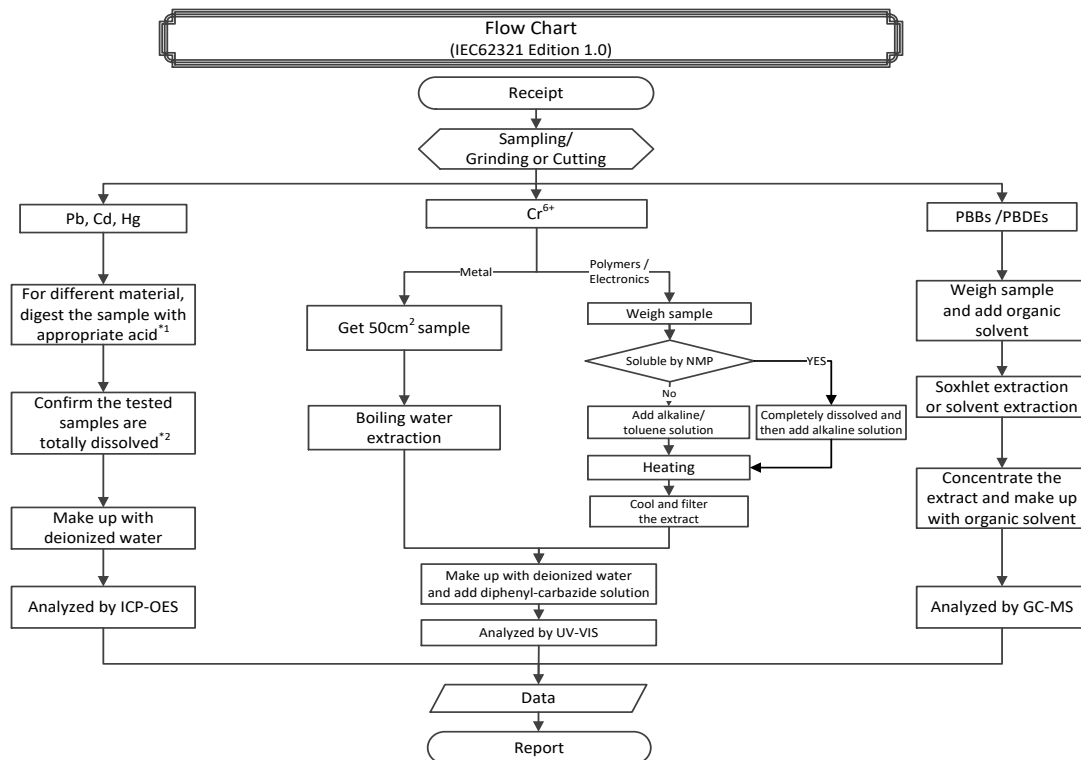 Flow Chart
(IEC62321 Edition 1.0)
Receipt
Sampling/
Grinding or Cutting
Pb, Cd, Hg
For different material,
digest the sample with
appropriate acid*1
Confirm the tested
samples are
totally dissolved*2
Make up with
deionized water
Analyzed by ICP-OES
Cr6+
Metal
Get 50cm2 sample
Boiling water
extraction
Polymers /
Electronics
Weigh sample
Soluble by NMP
YES
No
Add alkaline/
toluene solution
Completely dissolved and
then add alkaline solution
Heating
Cool and filter
the extract
Make up with deionized water
and add diphenyl-carbazide solution
Analyzed by UV-VIS
PBBs /PBDEs
Weigh sample
and add organic
solvent
Soxhlet extraction
or solvent extraction
Concentrate the
extract and make up
with organic solvent
Analyzed by GC-MS
Data
Report